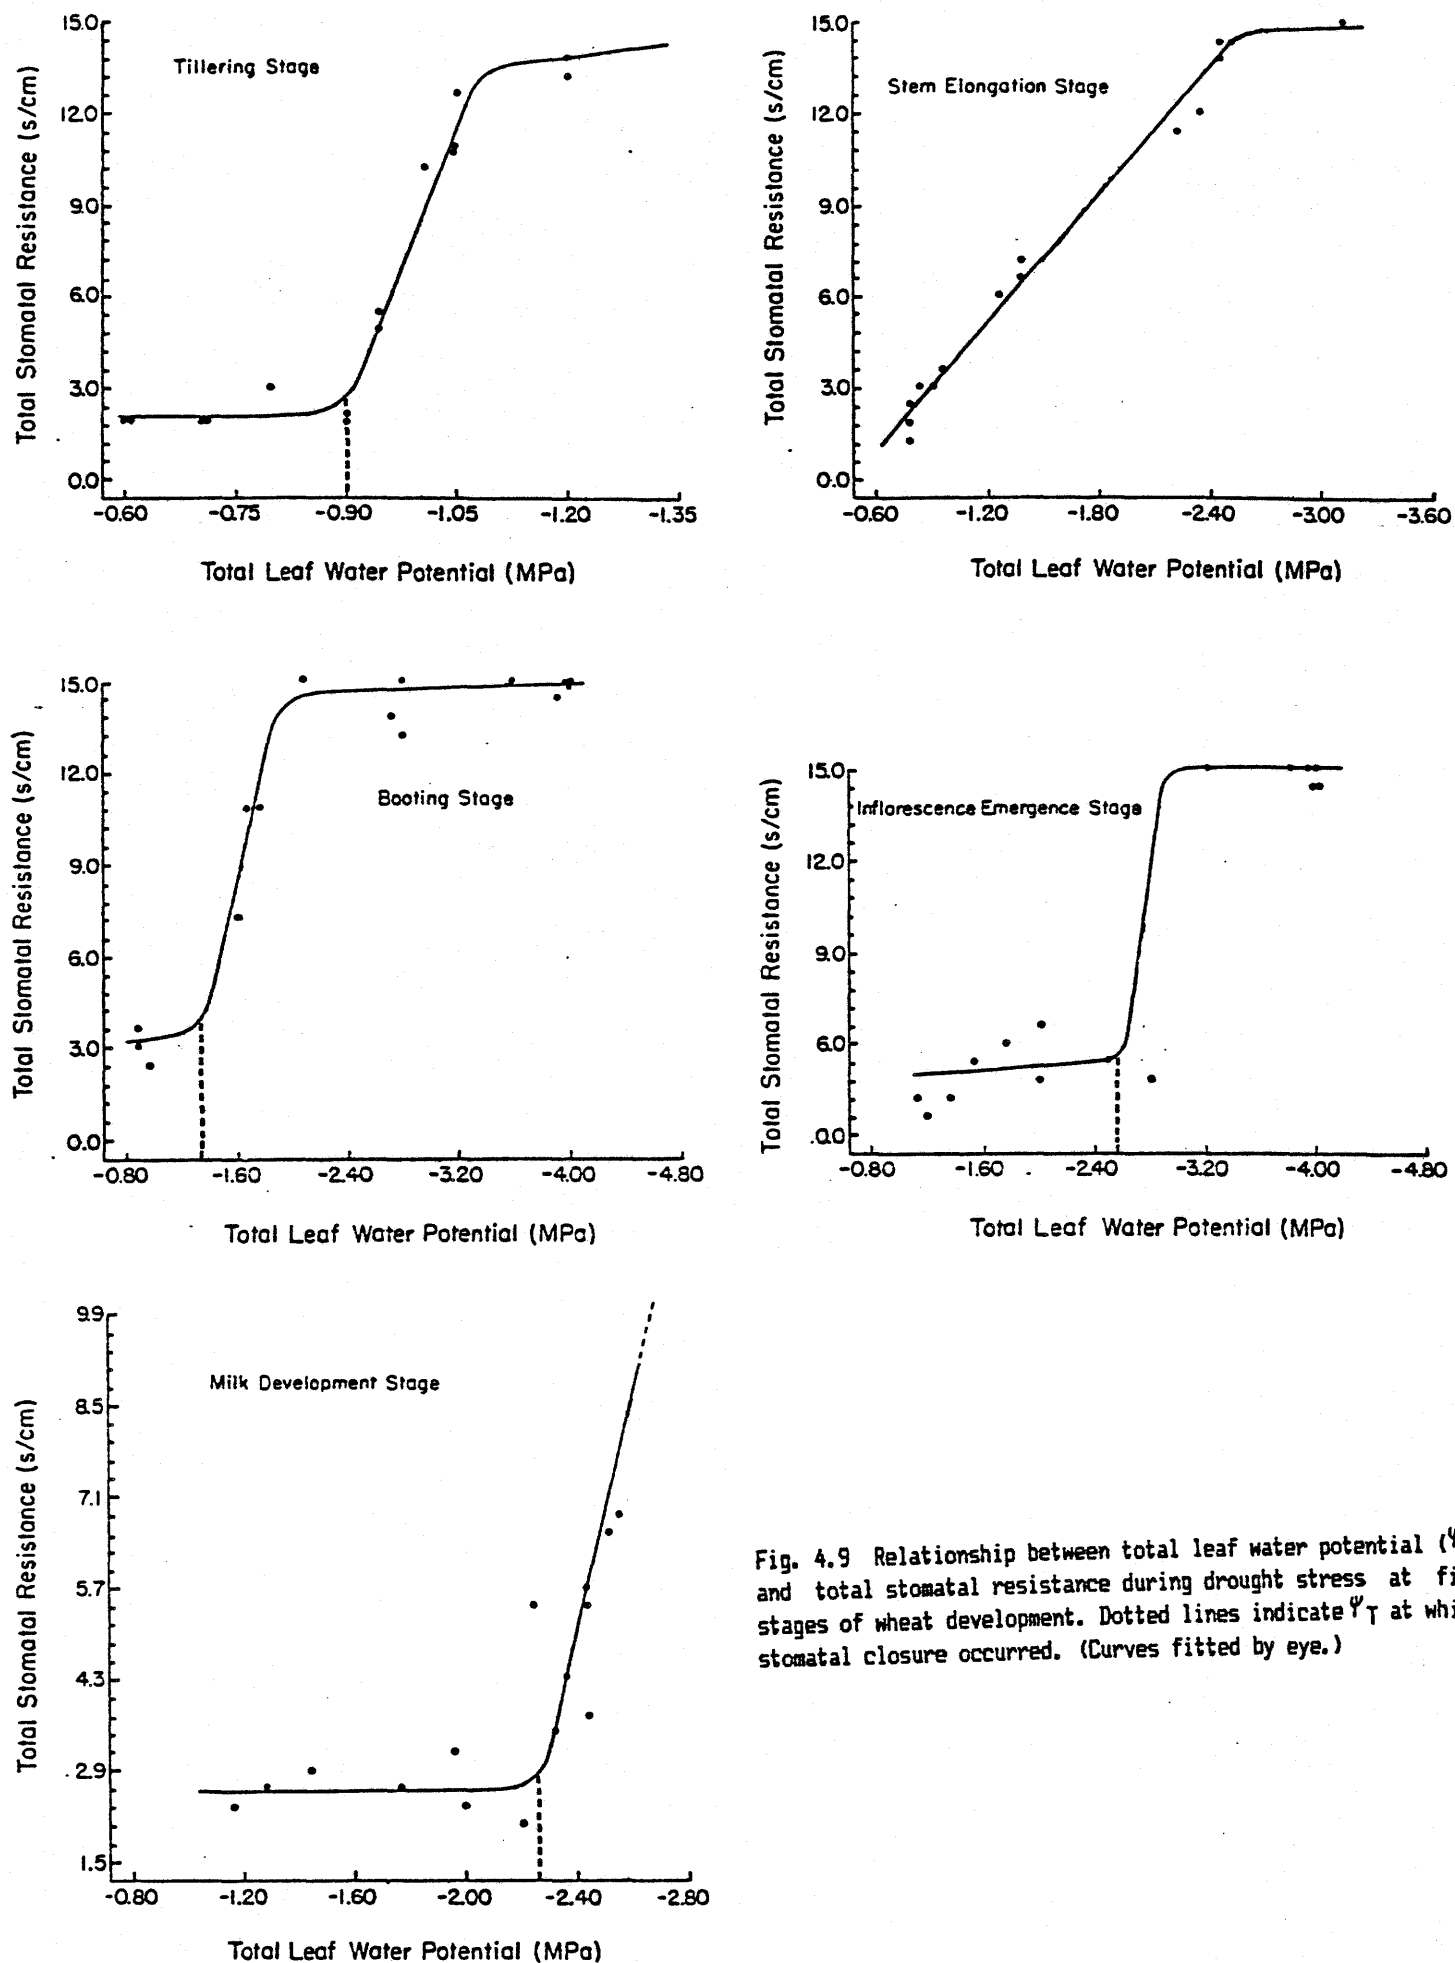 15.0
12.0
9.0
6.0
3.0
0.0
Total Stomatal Resistance (s/cm)
Tillering Stage
-0.60 -0.75 -0.90 -1.05 -1.20 -1.35
Total Leaf Water Potential (MPa)
15.0
12.0
9.0
6.0
3.0
0.0
Total Stomatal Resistance (s/cm)
Stem Elongation Stage
-0.60 -1.20 -1.80 -2.40 -3.00 -3.60
Total Leaf Water Potential (MPa)
15.0
12.0
9.0
6.0
3.0
0.0
Total Stomatal Resistance (s/cm)
Booting Stage
-0.80 -1.60 -2.40 -3.20 -4.00 -4.80
Total Leaf Water Potential (MPa)
15.0
12.0
9.0
6.0
.0.0
Total Stomatal Resistance (s/cm)
Inflorescence Emergence Stage
-0.80 -1.60 -2.40 -3.20 -4.00 -4.80
Total Leaf Water Potential (MPa)
9.9
8.5
7.1
5.7
4.3
2.9
1.5
Total Stomatal Resistance (s/cm)
Milk Development Stage
-0.80 -1.20 -1.60 -2.00 -2.40 -2.80
Total Leaf Water Potential (MPa)
Fig. 4.9 Relationship between total leaf water potential (
and total stomatal resistance during drought stress at
stages of wheat development. Dotted lines indicate ΨT at
stomatal closure occurred. (Curves fitted by eye.)